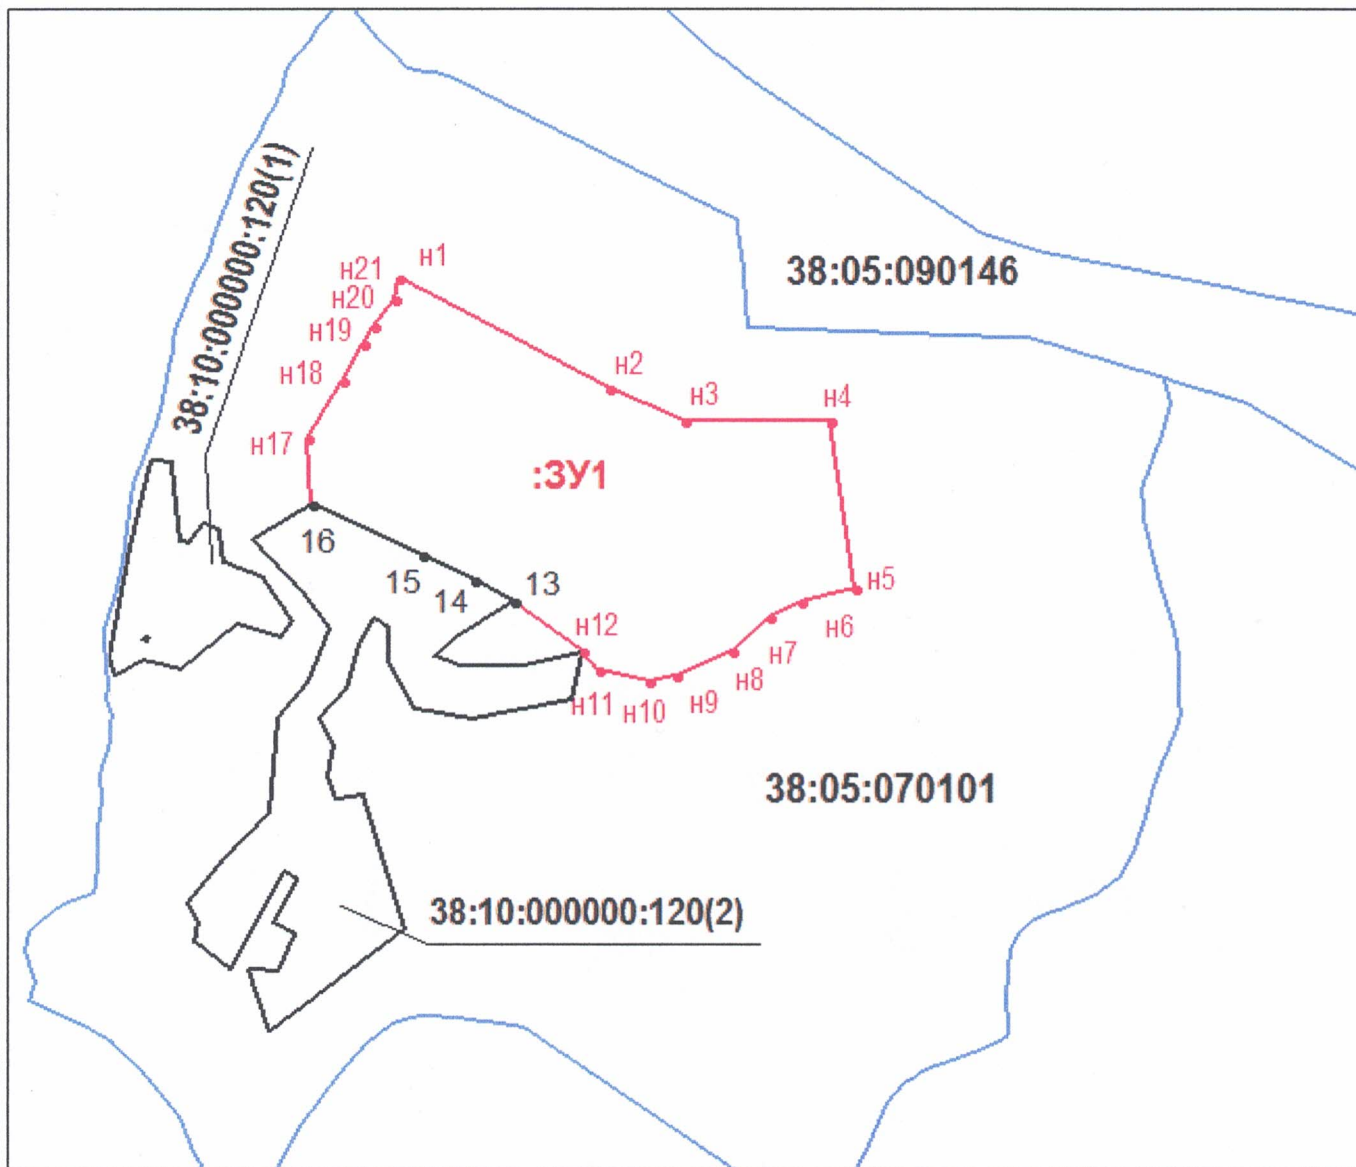 н1
н21
38:05:090146
н20
38:10:000000:120(1)
н19
н18
н2
н3
н4
н17
:ЗУ1
16
15
14
13
н5
н12
н6
н7
н8
н11
н10
н9
38:05:070101
38:10:000000:120(2)